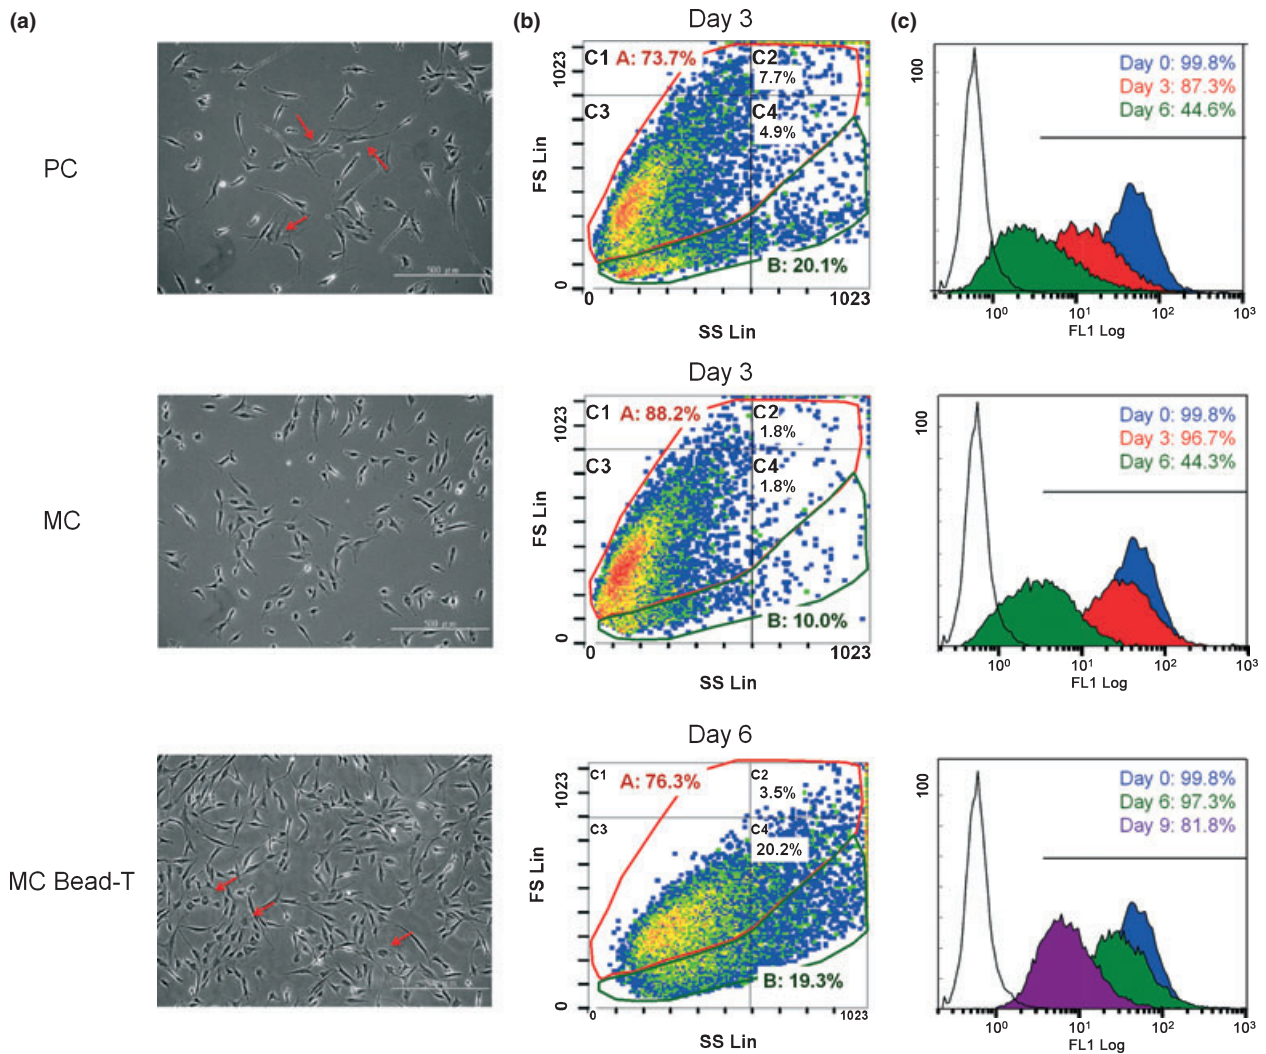 (a)
(b)
(c)
PC
500 μm
Day 3
C1 A: 73.7%
C2
7.7%
C3
C4
4.9%
B: 20.1%
1023
FS Lin
0
0
1023
SS Lin
100
Day 0: 99.8%
Day 3: 87.3%
Day 6: 44.6%
10⁰ 10¹ 10² 10³
FL1 Log
MC
500 μm
Day 3
C1 A: 88.2%
C2
1.8%
C3
C4
1.8%
B: 10.0%
1023
FS Lin
0
0
1023
SS Lin
100
Day 0: 99.8%
Day 3: 96.7%
Day 6: 44.3%
10⁰ 10¹ 10² 10³
FL1 Log
MC Bead-T
Day 6
C1 A: 76.3%
C2
3.5%
C3
C4
20.2%
B: 19.3%
1023
FS Lin
0
0
1023
SS Lin
100
Day 0: 99.8%
Day 6: 97.3%
Day 9: 81.8%
10⁰ 10¹ 10² 10³
FL1 Log